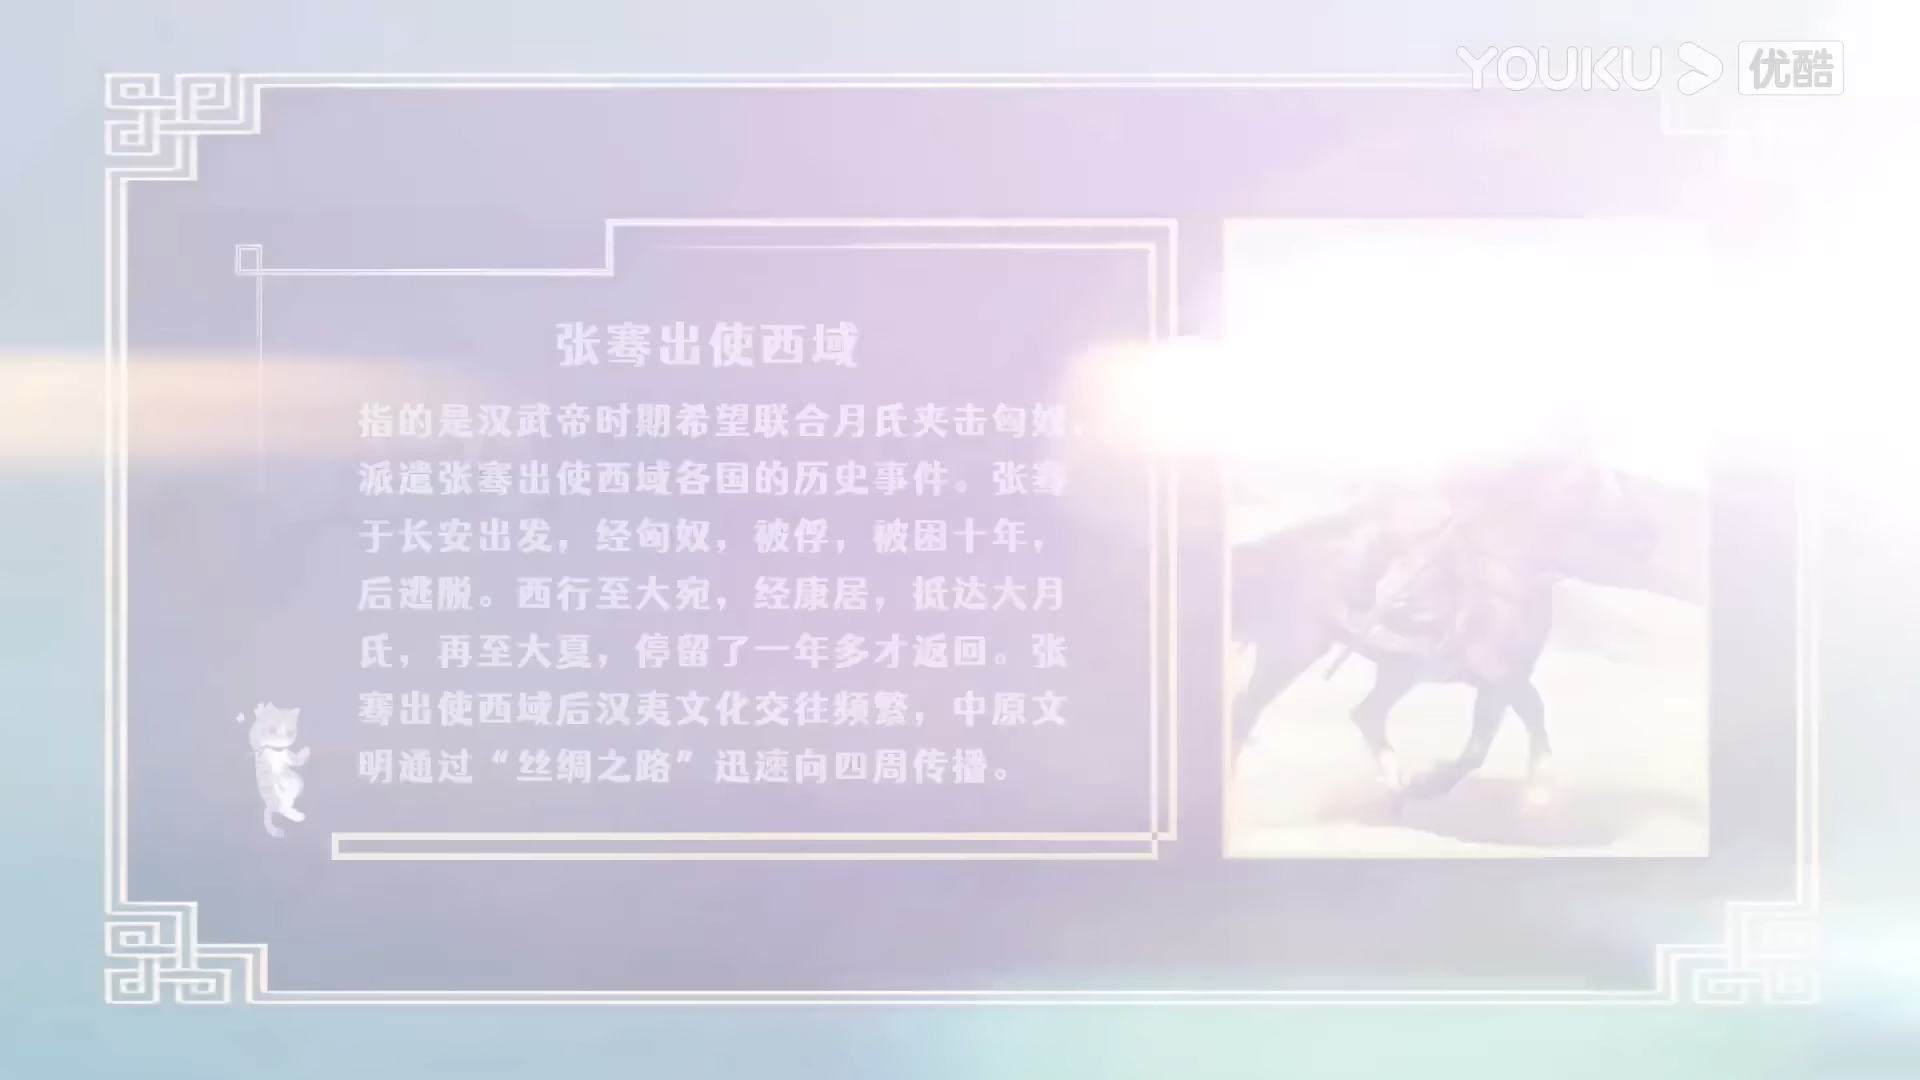 YOUKU 优酷
张骞出使西域
指的是汉武帝时期希望联合月氏夹击匈奴，
派遣张骞出使西域各国的历史事件。张骞
于长安出发，经匈奴，被俘，被困十年，
后逃脱。西行至大宛，经康居，抵达大月
氏，再至大夏，停留了一年多才返回。张
骞出使西域后汉夷文化交往频繁，中原文
明通过“丝绸之路”迅速向四周传播。